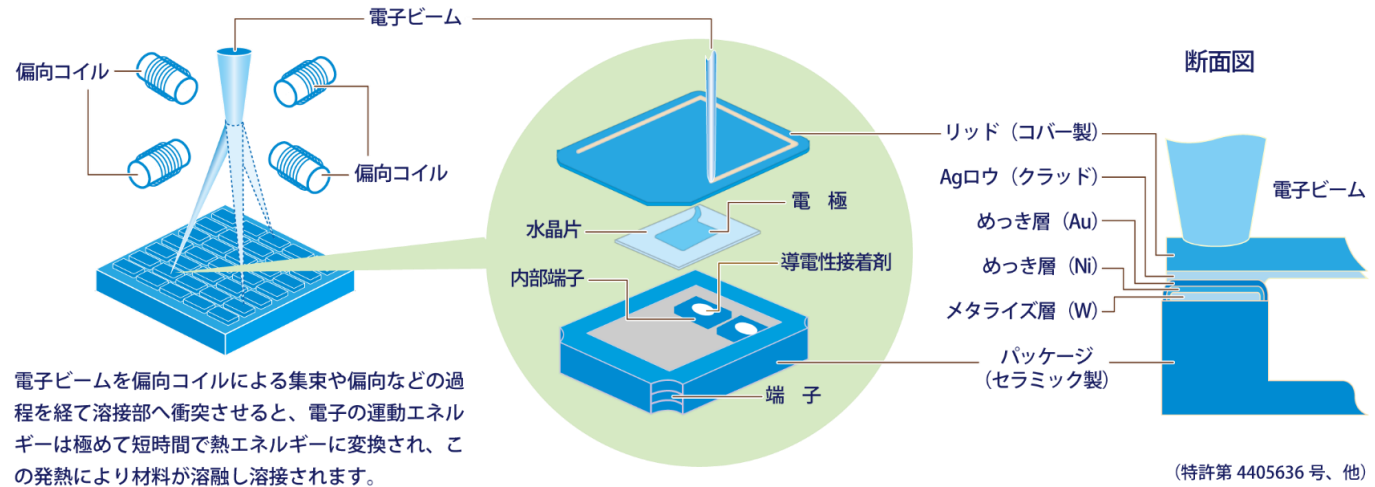 電子ビーム
偏向コイル
偏向コイル
電子ビームを偏向コイルによる集束や偏向などの過
程を経て溶接部へ衝突させると、電子の運動エネル
ギーは極めて短時間で熱エネルギーに変換され、こ
の発熱により材料が溶融し溶接されます。
水晶片
電 極
内部端子
導電性接着剤
端 子
断面図
リッド（コバー製）
Agロウ（クラッド）
めっき層（Au）
めっき層（Ni）
メタライズ層（W）
パッケージ
（セラミック製）
電子ビーム
（特許第 4405636 号、他）